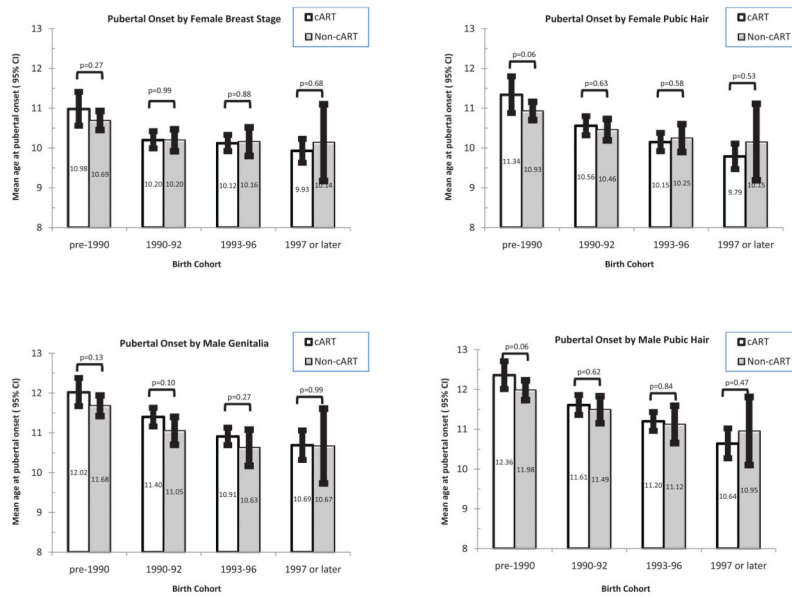 Pubertal Onset by Female Breast Stage
cART
Non-cART
Mean age at pubertal onset ( 95% CI)
13
12
11
10
9
8
p=0.27
p=0.99
p=0.88
p=0.68
10.98
10.69
10.20
10.20
10.12
10.16
9.93
10.14
pre-1990
1990-92
1993-96
1997 or later
Birth Cohort
Pubertal Onset by Female Pubic Hair
cART
Non-cART
Mean age at pubertal onset ( 95% CI)
13
12
11
10
9
8
p=0.06
p=0.63
p=0.58
p=0.53
11.34
10.93
10.56
10.46
10.15
10.25
9.79
10.15
pre-1990
1990-92
1993-96
1997 or later
Birth Cohort
Pubertal Onset by Male Genitalia
cART
Non-cART
Mean age at pubertal onset ( 95% CI)
13
12
11
10
9
8
p=0.13
p=0.10
p=0.27
p=0.99
12.02
11.68
11.40
11.05
10.91
10.63
10.69
10.67
pre-1990
1990-92
1993-96
1997 or later
Birth Cohort
Pubertal Onset by Male Pubic Hair
cART
Non-cART
Mean age at pubertal onset ( 95% CI)
13
12
11
10
9
8
p=0.06
p=0.62
p=0.84
p=0.47
12.36
11.98
11.61
11.49
11.20
11.12
10.64
10.95
pre-1990
1990-92
1993-96
1997 or later
Birth Cohort